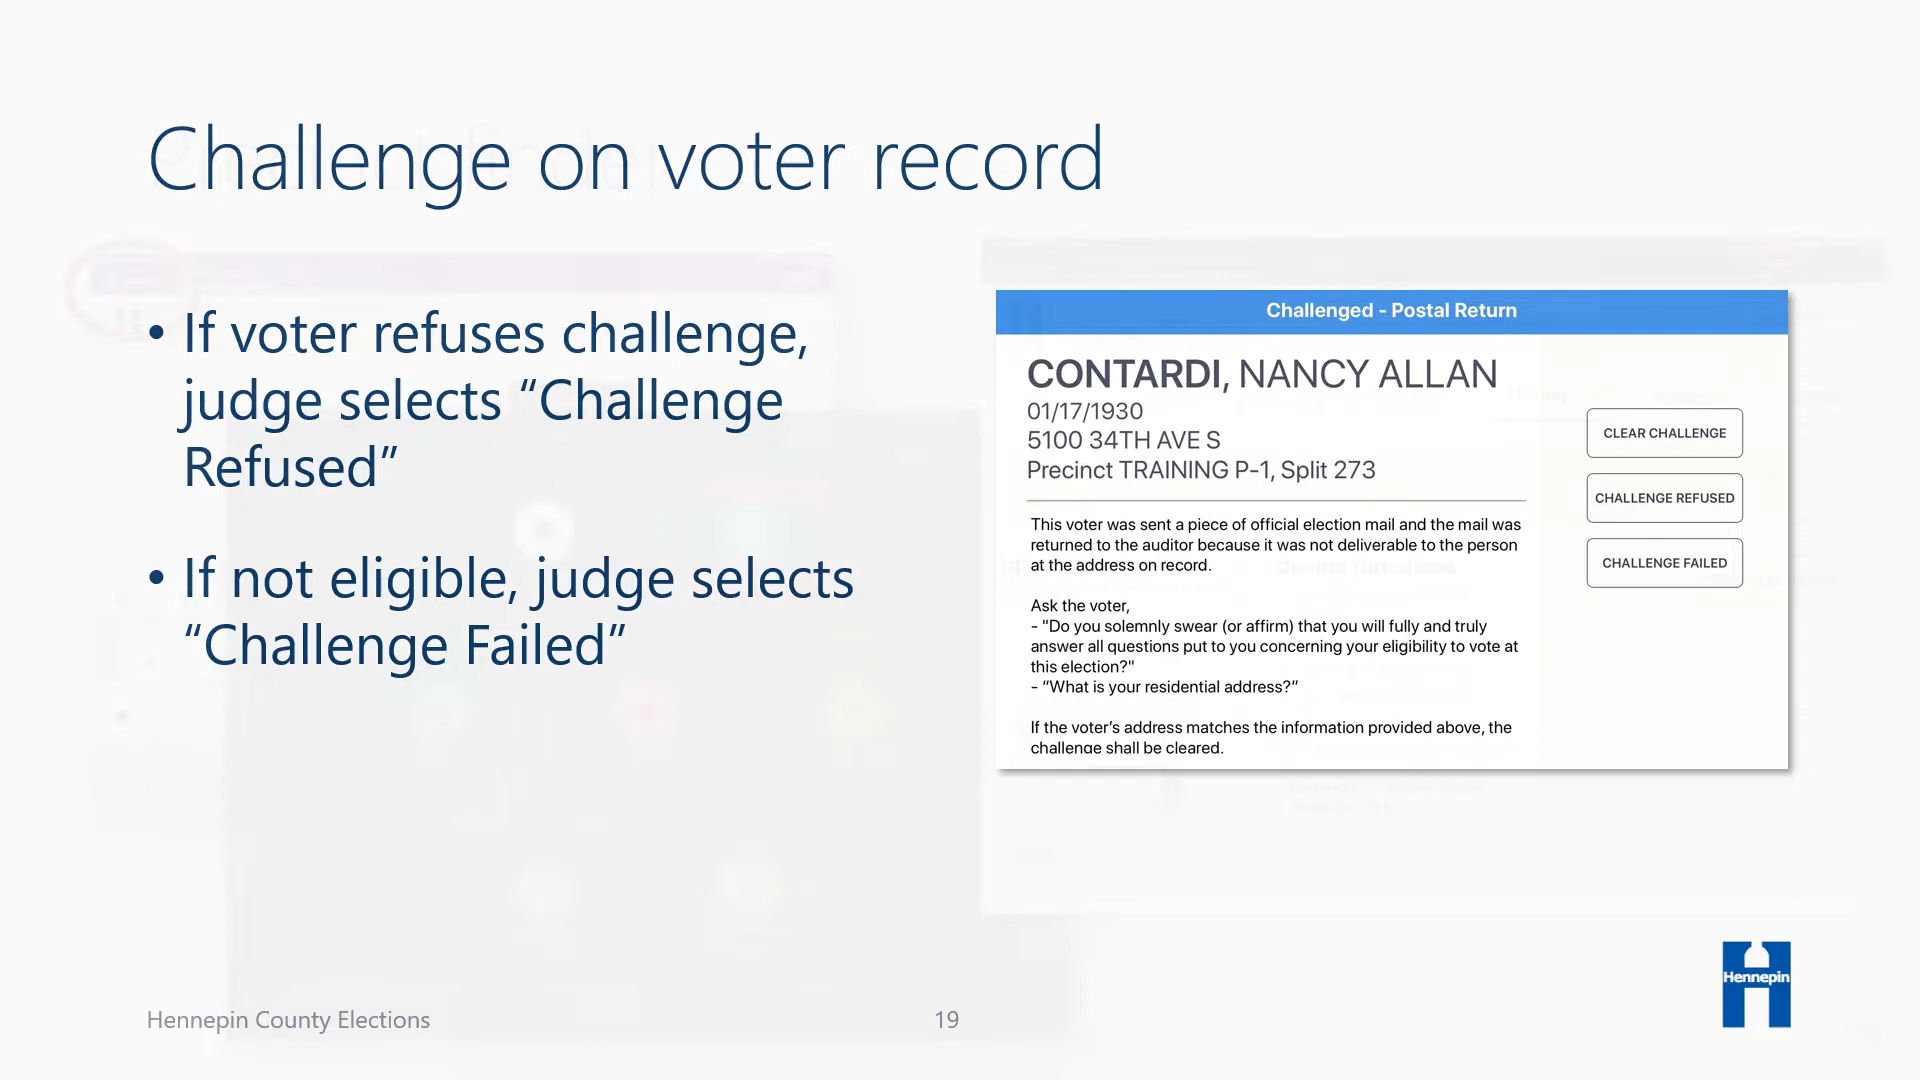 Challenge on voter record
• If voter refuses challenge,
judge selects “Challenge
Refused”
• If not eligible, judge selects
“Challenge Failed”
Challenged - Postal Return
CONTARDI, NANCY ALLAN
01/17/1930
5100 34TH AVE S
Precinct TRAINING P-1, Split 273
This voter was sent a piece of official election mail and the mail was
returned to the auditor because it was not deliverable to the person
at the address on record.
Ask the voter,
- "Do you solemnly swear (or affirm) that you will fully and truly
answer all questions put to you concerning your eligibility to vote at
this election?"
- “What is your residential address?”
If the voter’s address matches the information provided above, the
challenge shall be cleared.
CLEAR CHALLENGE
CHALLENGE REFUSED
CHALLENGE FAILED
Hennepin County Elections
19
Hennepin